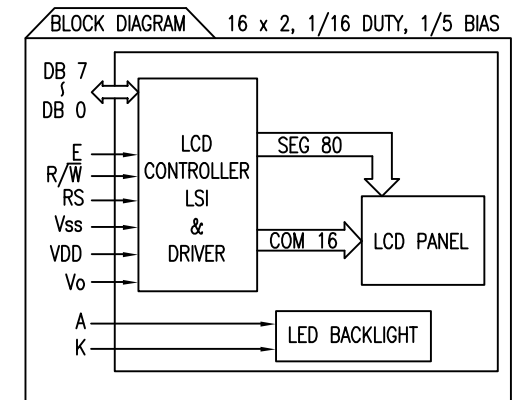 BLOCK DIAGRAM 16 x 2, 1/16 DUTY, 1/5 BIAS
DB 7
~
DB 0
E
R/W̅
RS
Vss
VDD
Vo
A
K
LCD
CONTROLLER
LSI
&
DRIVER
SEG 80
COM 16
LCD PANEL
LED BACKLIGHT